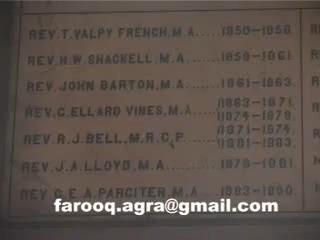 REV.T.VALPY FRENCH,M.A.....1850-1858.
REV.H.W.SHACKELL,M.A......1858-1861.
REV.JOHN BARTON,M.A.......1861-1863.
REV.C.ELLARD VINES,M.A....{1863-1871,
1874-1878.
REV.R.J.BELL,M.R.C.P......{1871-1874,
1881-1883.
REV.J.A.LLOYD,M.A.........1878-1881.
REV.G.E.A.PARGITER,M.A....1883-1890.
farooq.agra@gmail.com